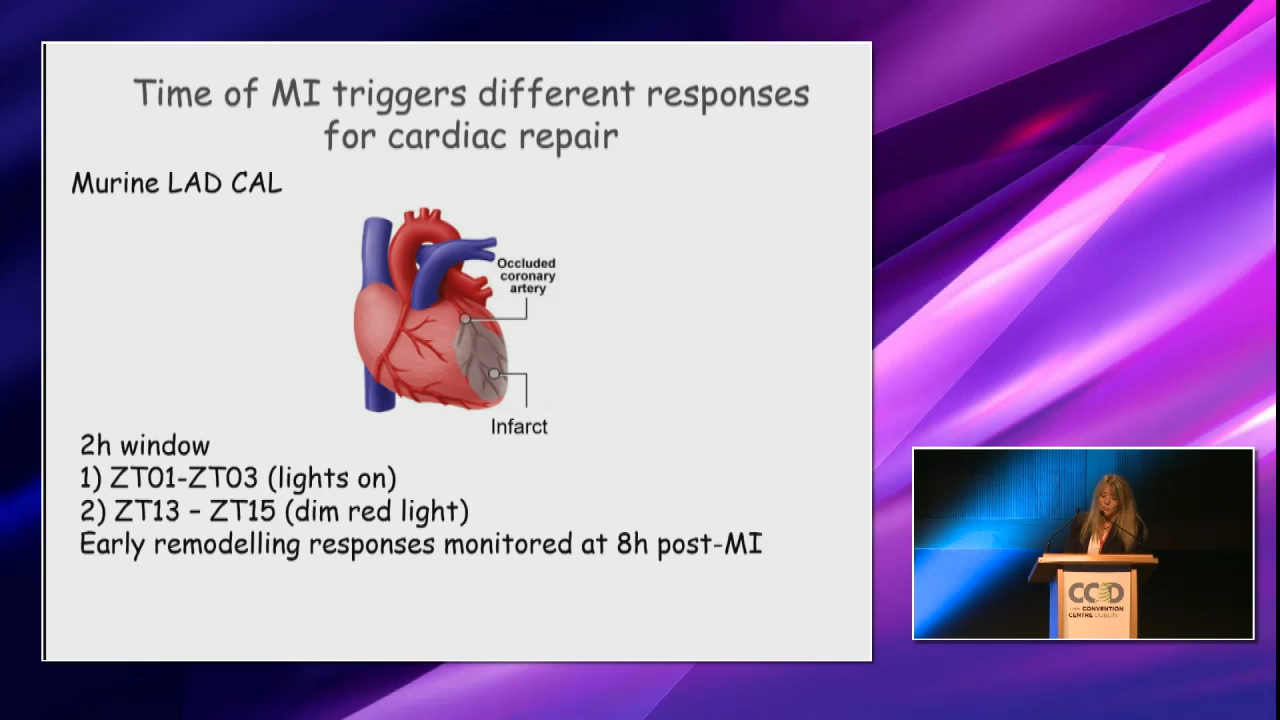 Time of MI triggers different responses
for cardiac repair
Murine LAD CAL
Occluded
coronary
artery
Infarct
2h window
1) ZT01-ZT03 (lights on)
2) ZT13 – ZT15 (dim red light)
Early remodelling responses monitored at 8h post-MI
CCD
THE CONVENTION
CENTRE DUBLIN